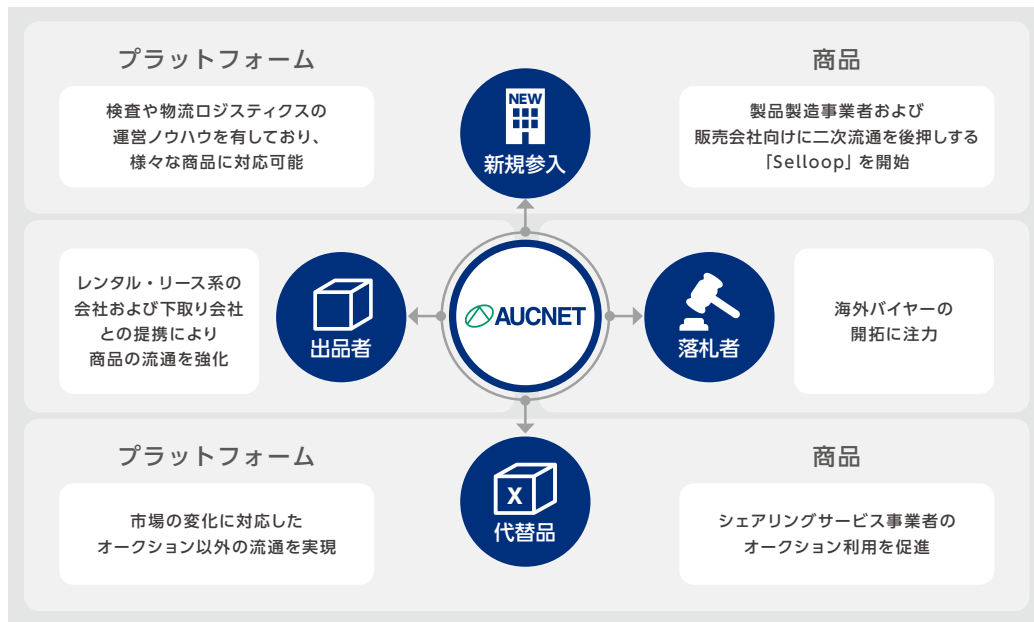 プラットフォーム
検査や物流ロジスティクスの
運営ノウハウを有しており、
様々な商品に対応可能
NEW
新規参入
商品
製品製造事業者および
販売会社向けに二次流通を後押しする
「Selloop」を開始
レンタル・リース系の
会社および下取り会社
との提携により
商品の流通を強化
出品者
AUCNET
落札者
海外バイヤーの
開拓に注力
プラットフォーム
市場の変化に対応した
オークション以外の流通を実現
X
代替品
商品
シェアリングサービス事業者の
オークション利用を促進